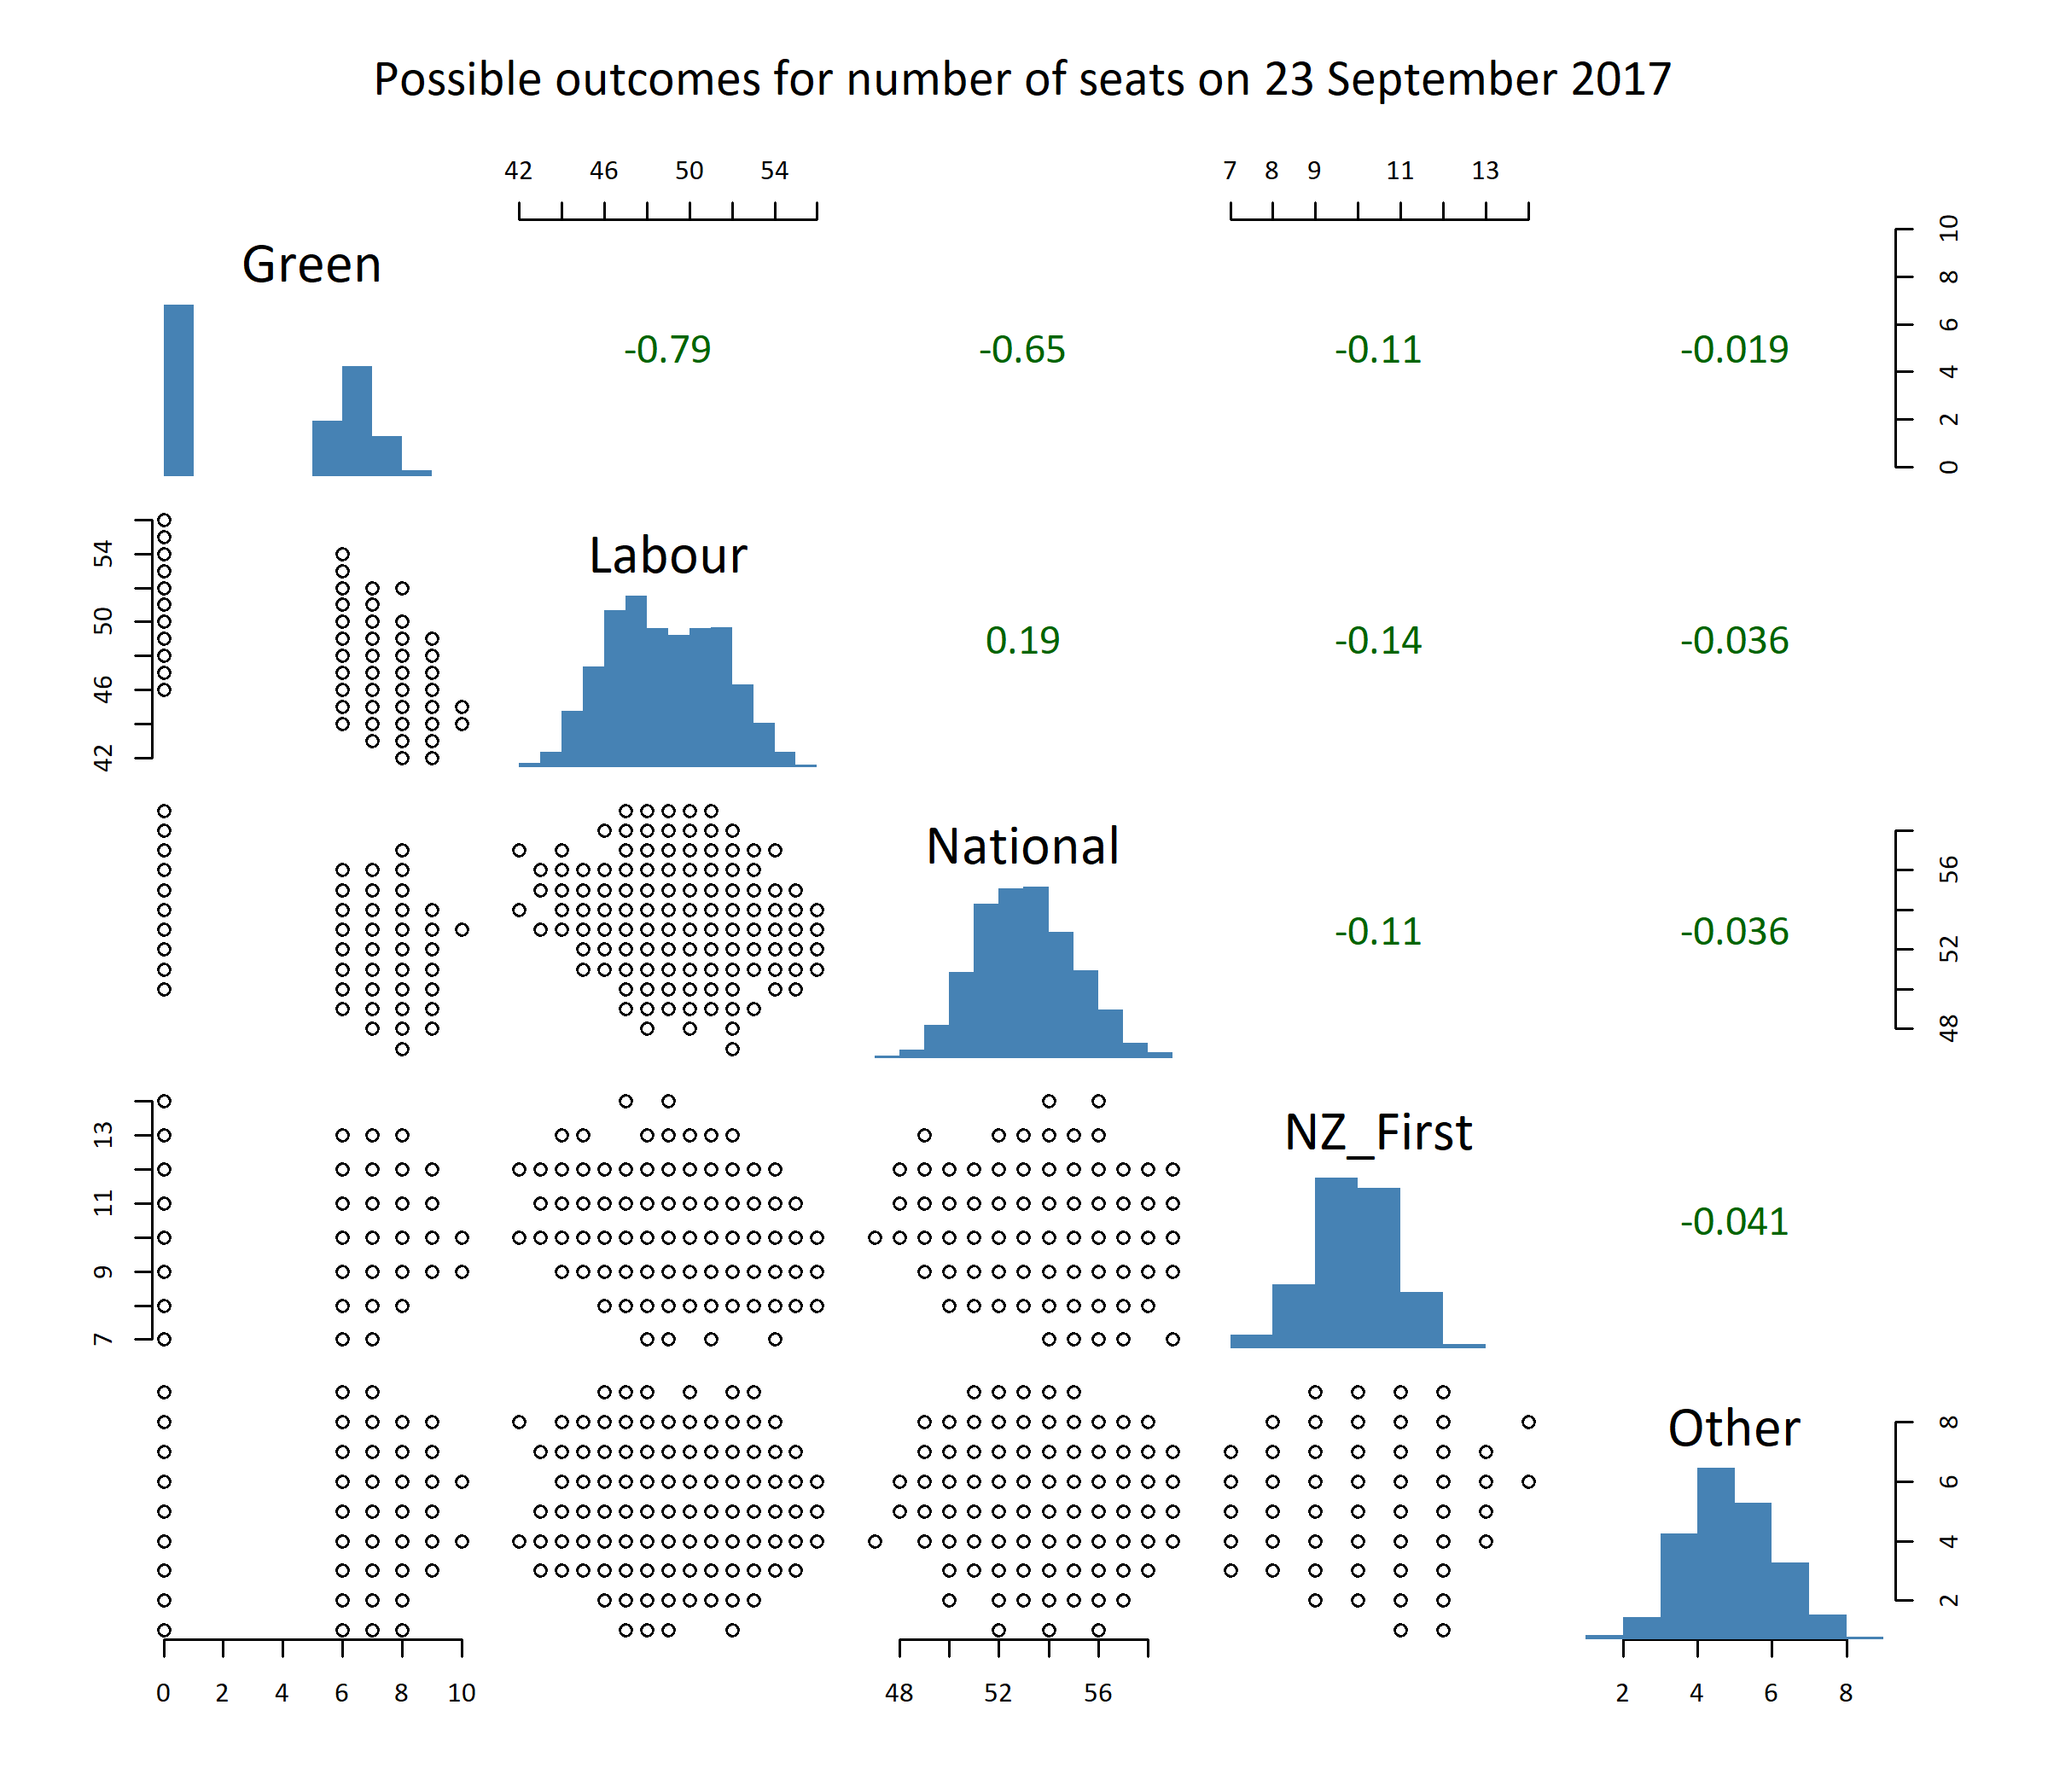 Possible outcomes for number of seats on 23 September 2017
42 46 50 54 7 8 9 11 13
Green
-0.79 -0.65 -0.11 -0.019
0 2 4 6 8 10
Labour
0.19 -0.14 -0.036
42 46 50 54
National
-0.11 -0.036
48 52 56
NZ_First
-0.041
7 9 11 13
Other
2 4 6 8
0 2 4 6 8 10 48 52 56 2 4 6 8